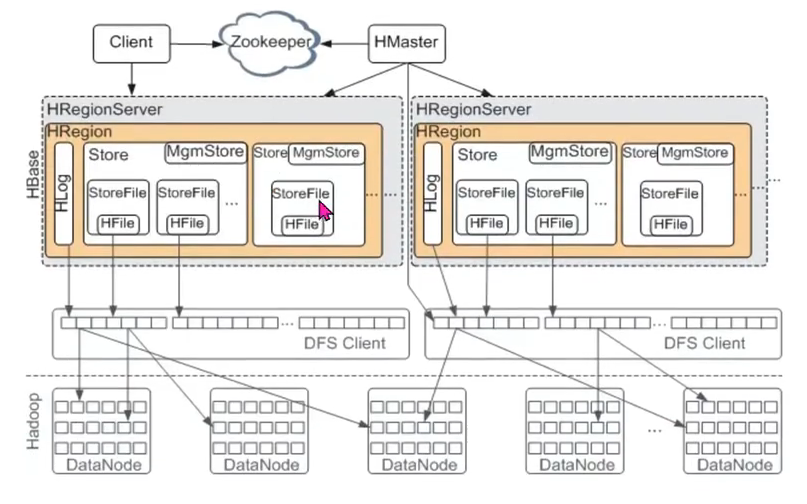 Client
Zookeeper
HMaster
HRegionServer
HRegion
HLog
Store
MgmStore
StoreFile
HFile
StoreFile
HFile
...
Store
MgmStore
StoreFile
HFile
...
...
HRegionServer
HRegion
HLog
Store
MgmStore
StoreFile
HFile
StoreFile
HFile
...
Store
MgmStore
StoreFile
HFile
...
...
HBase
...
DFS Client
...
DFS Client
Hadoop
DataNode
DataNode
DataNode
DataNode
...
DataNode